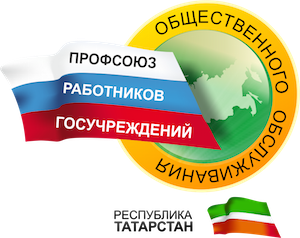 ПРОФСОЮЗ
РАБОТНИКОВ
ГОСУЧРЕЖДЕНИЙ
ОБЩЕСТВЕННОГО ОБСЛУЖИВАНИЯ
РЕСПУБЛИКА
ТАТАРСТАН